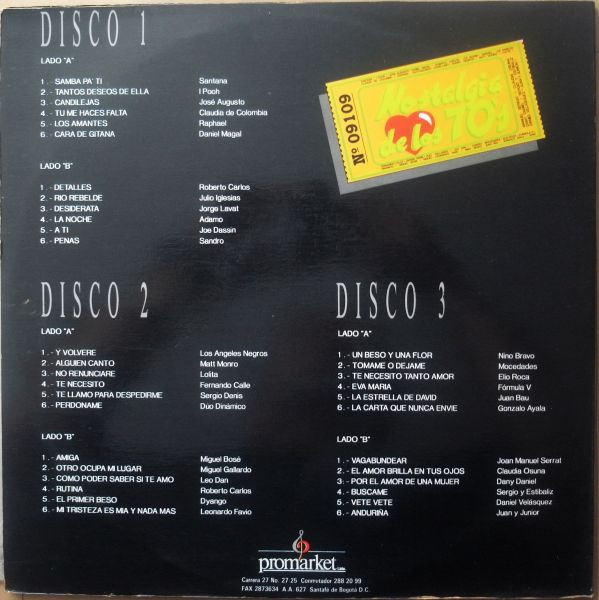 DISCO 1
LADO "A"
1.- SAMBA PA' TI Santana
2.- TANTOS DESEOS DE ELLA I Pooh
3.- CANDILEJAS José Augusto
4.- TU ME HACES FALTA Claudia de Colombia
5.- LOS AMANTES Raphael
6.- CARA DE GITANA Daniel Magal
LADO "B"
1.- DETALLES Roberto Carlos
2.- RIO REBELDE Julio Iglesias
3.- DESIDERATA Jorge Lavat
4.- LA NOCHE Adamo
5.- A TI Joe Dassin
6.- PENAS Sandro
Nº 09109
Nostalgia
de los 70's
DISCO 2
LADO "A"
1.- Y VOLVERE Los Angeles Negros
2.- ALGUIEN CANTO Matt Monro
3.- NO RENUNCIARE Lolita
4.- TE NECESITO Fernando Calle
5.- TE LLAMO PARA DESPEDIRME Sergio Denis
6.- PERDONAME Dúo Dinámico
LADO "B"
1.- AMIGA Miguel Bosé
2.- OTRO OCUPA MI LUGAR Miguel Gallardo
3.- COMO PODER SABER SI TE AMO Leo Dan
4.- RUTINA Roberto Carlos
5.- EL PRIMER BESO Dyango
6.- MI TRISTEZA ES MIA Y NADA MAS Leonardo Favio
DISCO 3
LADO "A"
1.- UN BESO Y UNA FLOR Nino Bravo
2.- TOMAME O DEJAME Mocedades
3.- TE NECESITO TANTO AMOR Elio Roca
4.- EVA MARIA Fórmula V
5.- LA ESTRELLA DE DAVID Juan Bau
6.- LA CARTA QUE NUNCA ENVIE Gonzalo Ayala
LADO "B"
1.- VAGABUNDEAR Joan Manuel Serrat
2.- EL AMOR BRILLA EN TUS OJOS Claudia Osuna
3.- POR EL AMOR DE UNA MUJER Dany Daniel
4.- BUSCAME Sergio y Estibaliz
5.- VETE VETE Daniel Velásquez
6.- ANDURIÑA Juan y Junior
promarket Ltda.
Carrera 27 No. 27 25 Conmutador 288 20 99
FAX 2873634 A.A. 627 Santafé de Bogotá D.C.